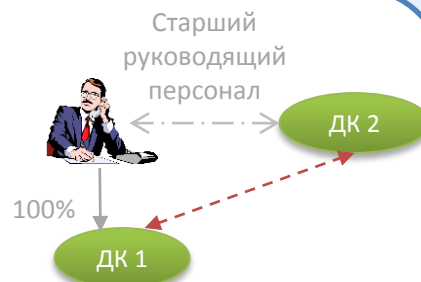 Старший
руководящий
персонал
ДК 2
100%
ДК 1